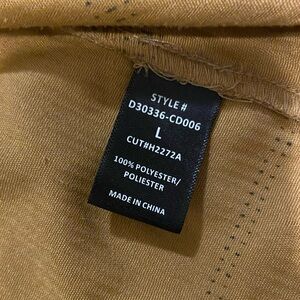 STYLE #
D30336-CD006
L
CUT#H2272A
100% POLYESTER/
POLIESTER
MADE IN CHINA